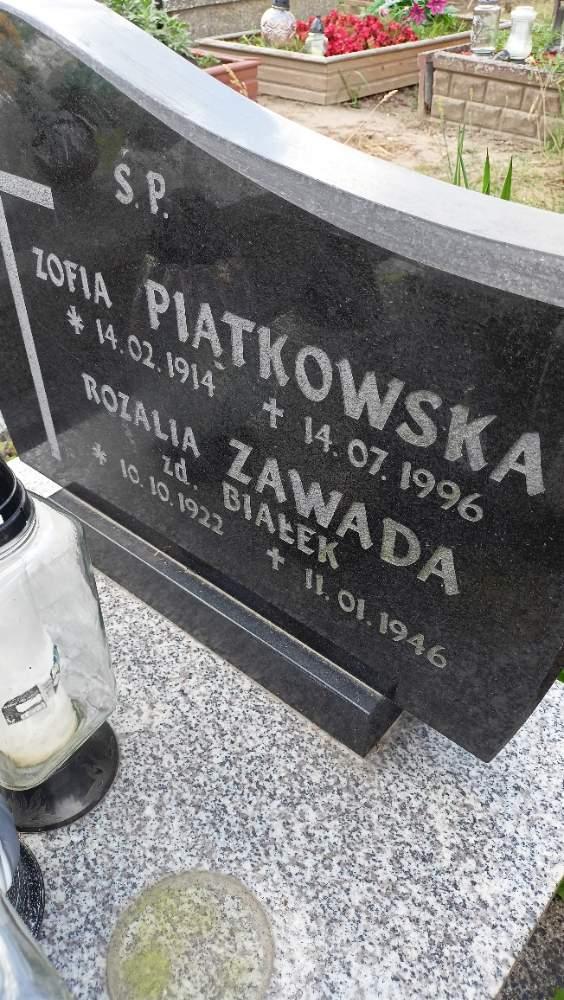 Ś.P.
ZOFIA PIĄTKOWSKA
* 14.02.1914 + 14.07.1996
ROZALIA ZAWADA
zd. BIAŁEK
* 10.10.1922 + 11.01.1946